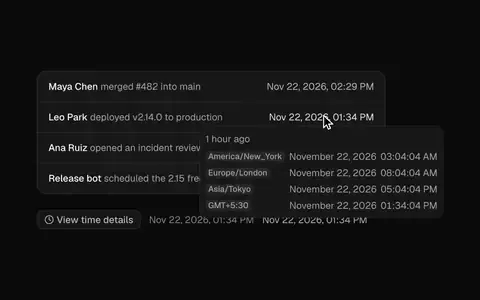 Maya Chen merged #482 into main Nov 22, 2026, 02:29 PM
Leo Park deployed v2.14.0 to production Nov 22, 2026, 01:34 PM
Ana Ruiz opened an incident review
Release bot scheduled the 2.15 fre
1 hour ago
America/New_York November 22, 2026 03:04:04 AM
Europe/London November 22, 2026 08:04:04 AM
Asia/Tokyo November 22, 2026 05:04:04 PM
GMT+5:30 November 22, 2026 01:34:04 PM
View time details Nov 22, 2026, 01:34 PM Nov 22, 2026, 01:34 PM